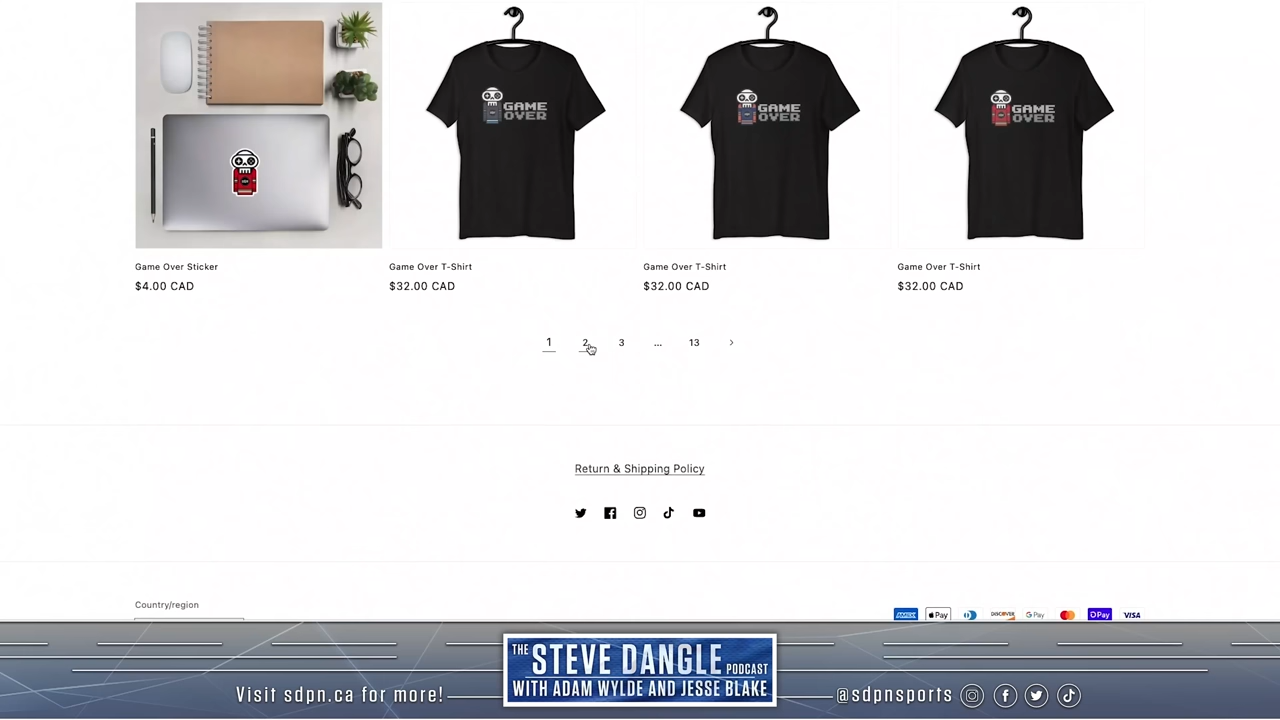 GAME
OVER
GAME
OVER
GAME
OVER
Game Over Sticker
$4.00 CAD
Game Over T-Shirt
$32.00 CAD
Game Over T-Shirt
$32.00 CAD
Game Over T-Shirt
$32.00 CAD
1 2 3 ... 13 >
Return & Shipping Policy
Country/region
Pay DISCOVER G Pay Pay VISA
THE STEVE DANGLE PODCAST
WITH ADAM WYLDE AND JESSE BLAKE
Visit sdpn.ca for more!
@sdpnsports